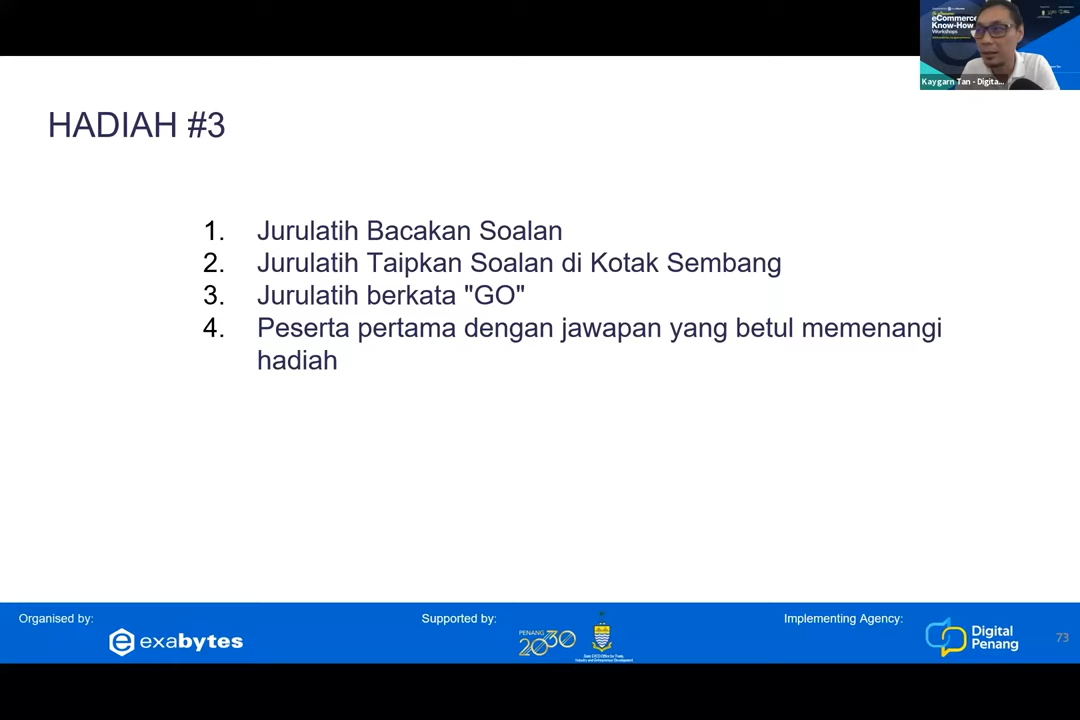 eCommerce
Know-How
Workshops
Kaygarn Tan - Digita...
HADIAH #3
1. Jurulatih Bacakan Soalan
2. Jurulatih Taipkan Soalan di Kotak Sembang
3. Jurulatih berkata "GO"
4. Peserta pertama dengan jawapan yang betul memenangi
hadiah
Organised by:
exabytes
Supported by:
PENANG
2030
Implementing Agency:
Digital
Penang
73